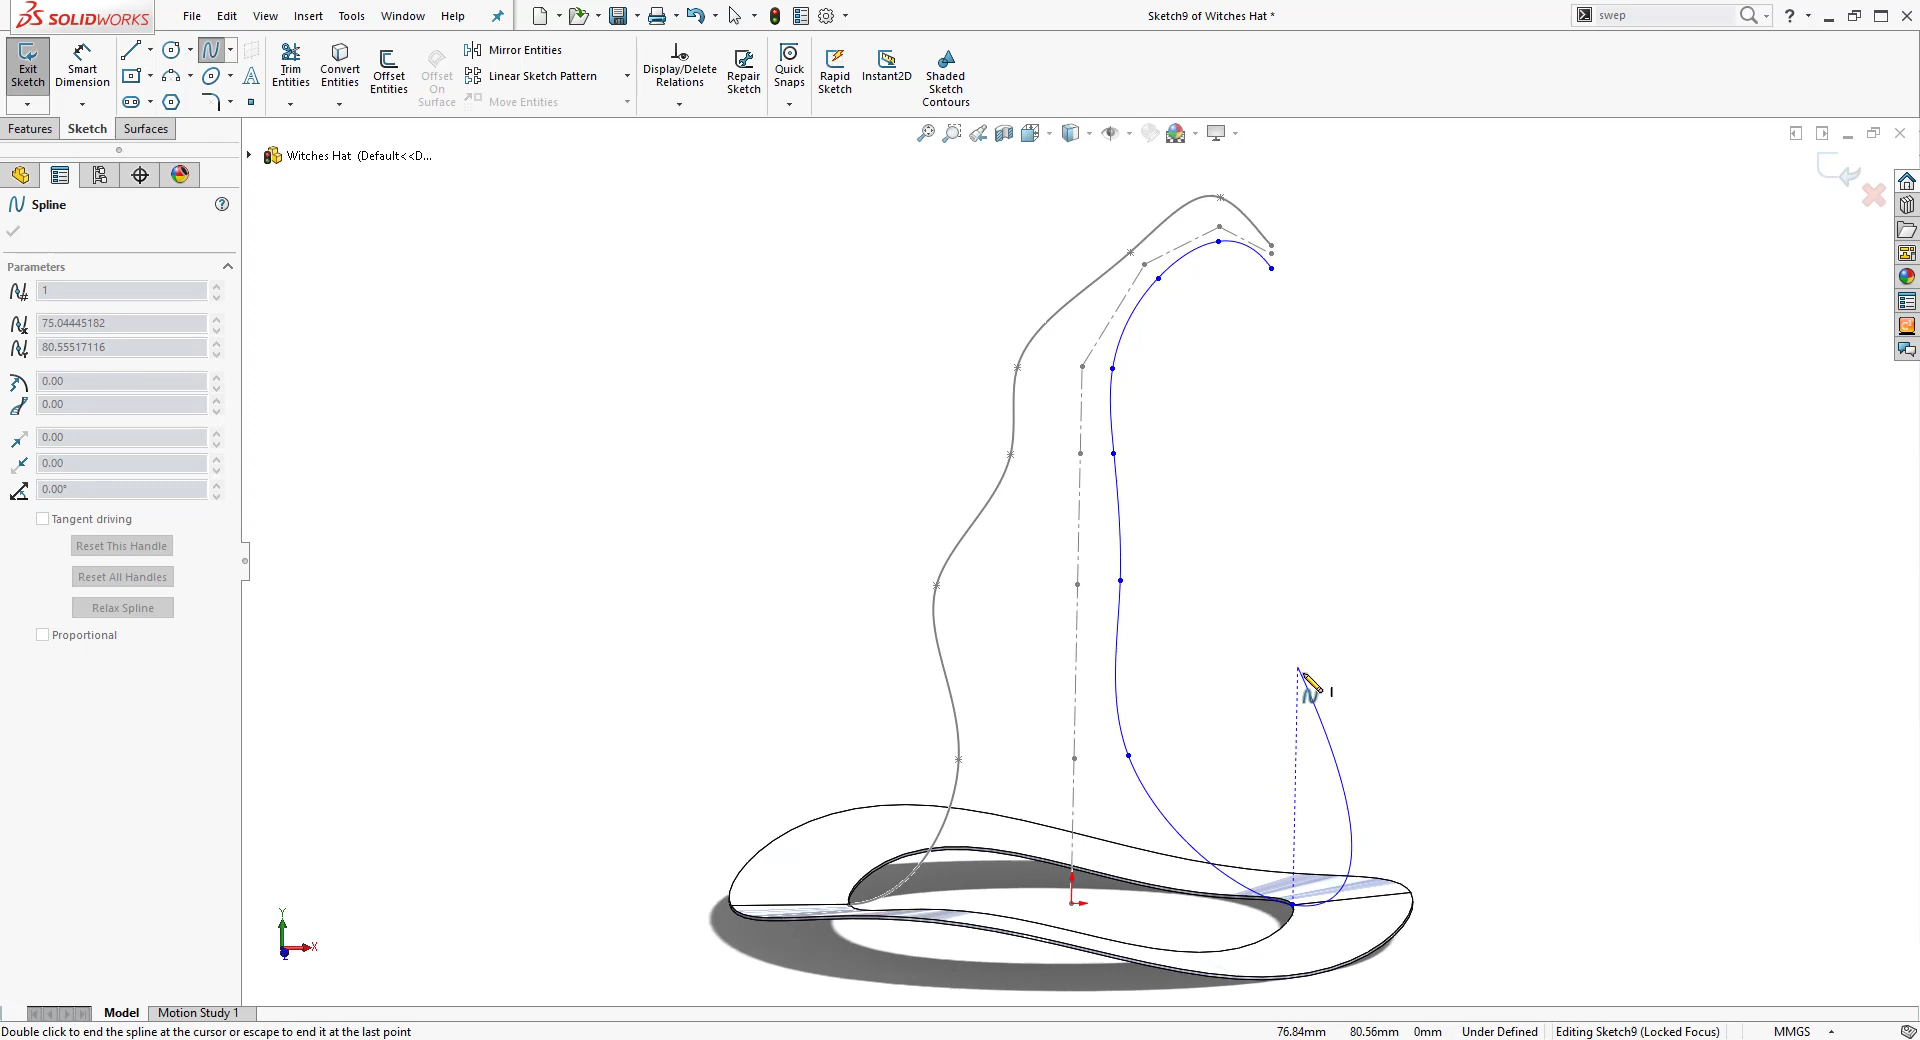 SOLIDWORKS
File Edit View Insert Tools Window Help
Sketch9 of Witches Hat *
swep
Exit Sketch
Smart Dimension
Trim Entities
Convert Entities
Offset Entities
Offset On Surface
Mirror Entities
Linear Sketch Pattern
Move Entities
Display/Delete Relations
Repair Sketch
Quick Snaps
Rapid Sketch
Instant2D
Shaded Sketch Contours
Features Sketch Surfaces
Witches Hat (Default<<D...
Spline
Parameters
1
75.04445182
80.55517116
0.00
0.00
0.00
0.00
0.00°
Tangent driving
Reset This Handle
Reset All Handles
Relax Spline
Proportional
Y
X
Z
Model Motion Study 1
Double click to end the spline at the cursor or escape to end it at the last point
76.84mm 80.56mm 0mm Under Defined Editing Sketch9 (Locked Focus) MMGS